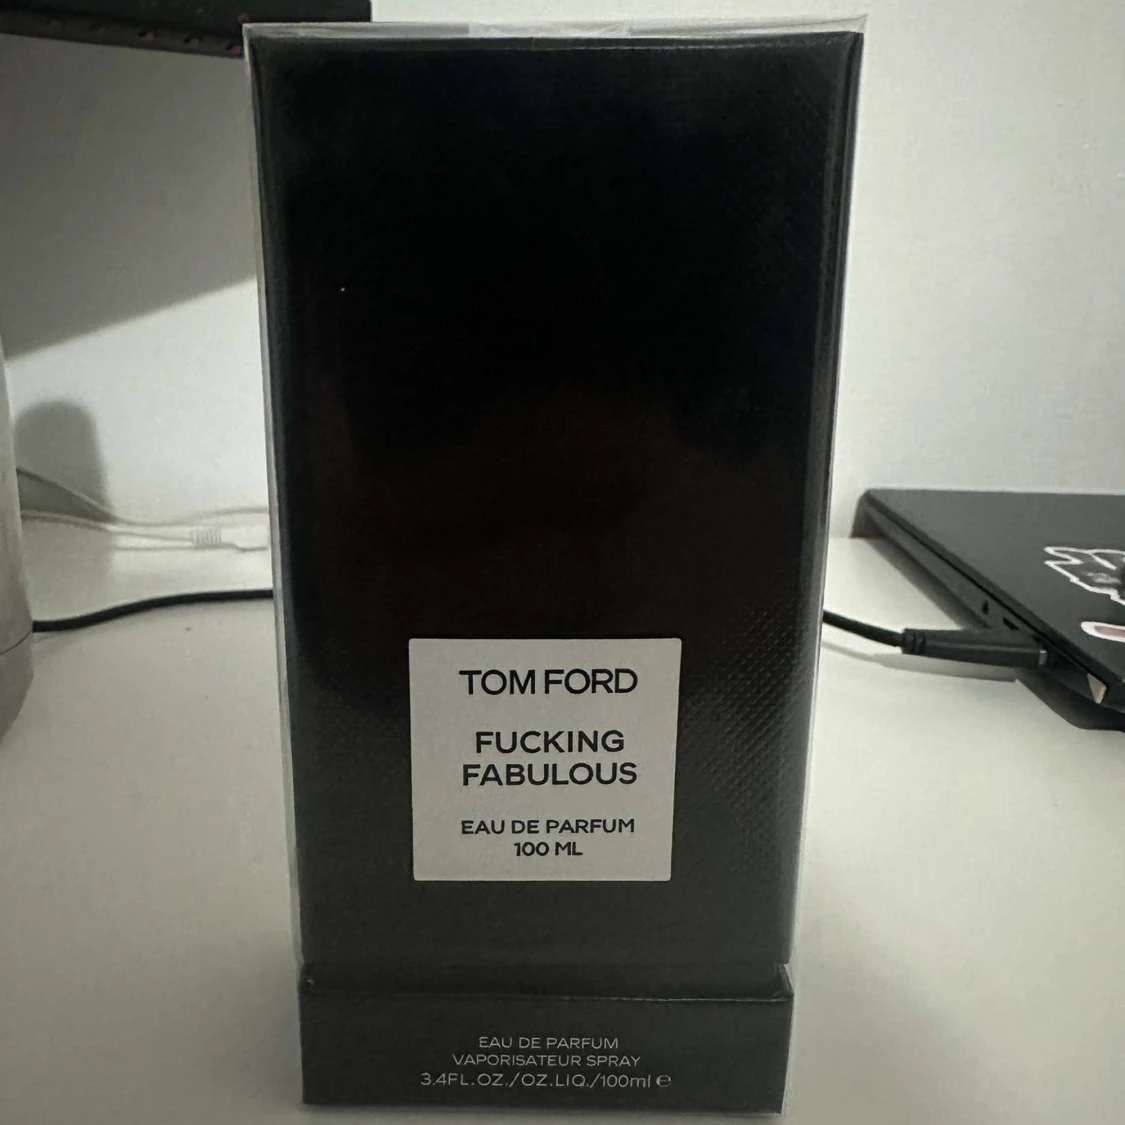 TOM FORD
FUCKING
FABULOUS
EAU DE PARFUM
100 ML
EAU DE PARFUM
VAPORISATEUR SPRAY
3.4FL.OZ./OZ.LIQ./100ml ℮